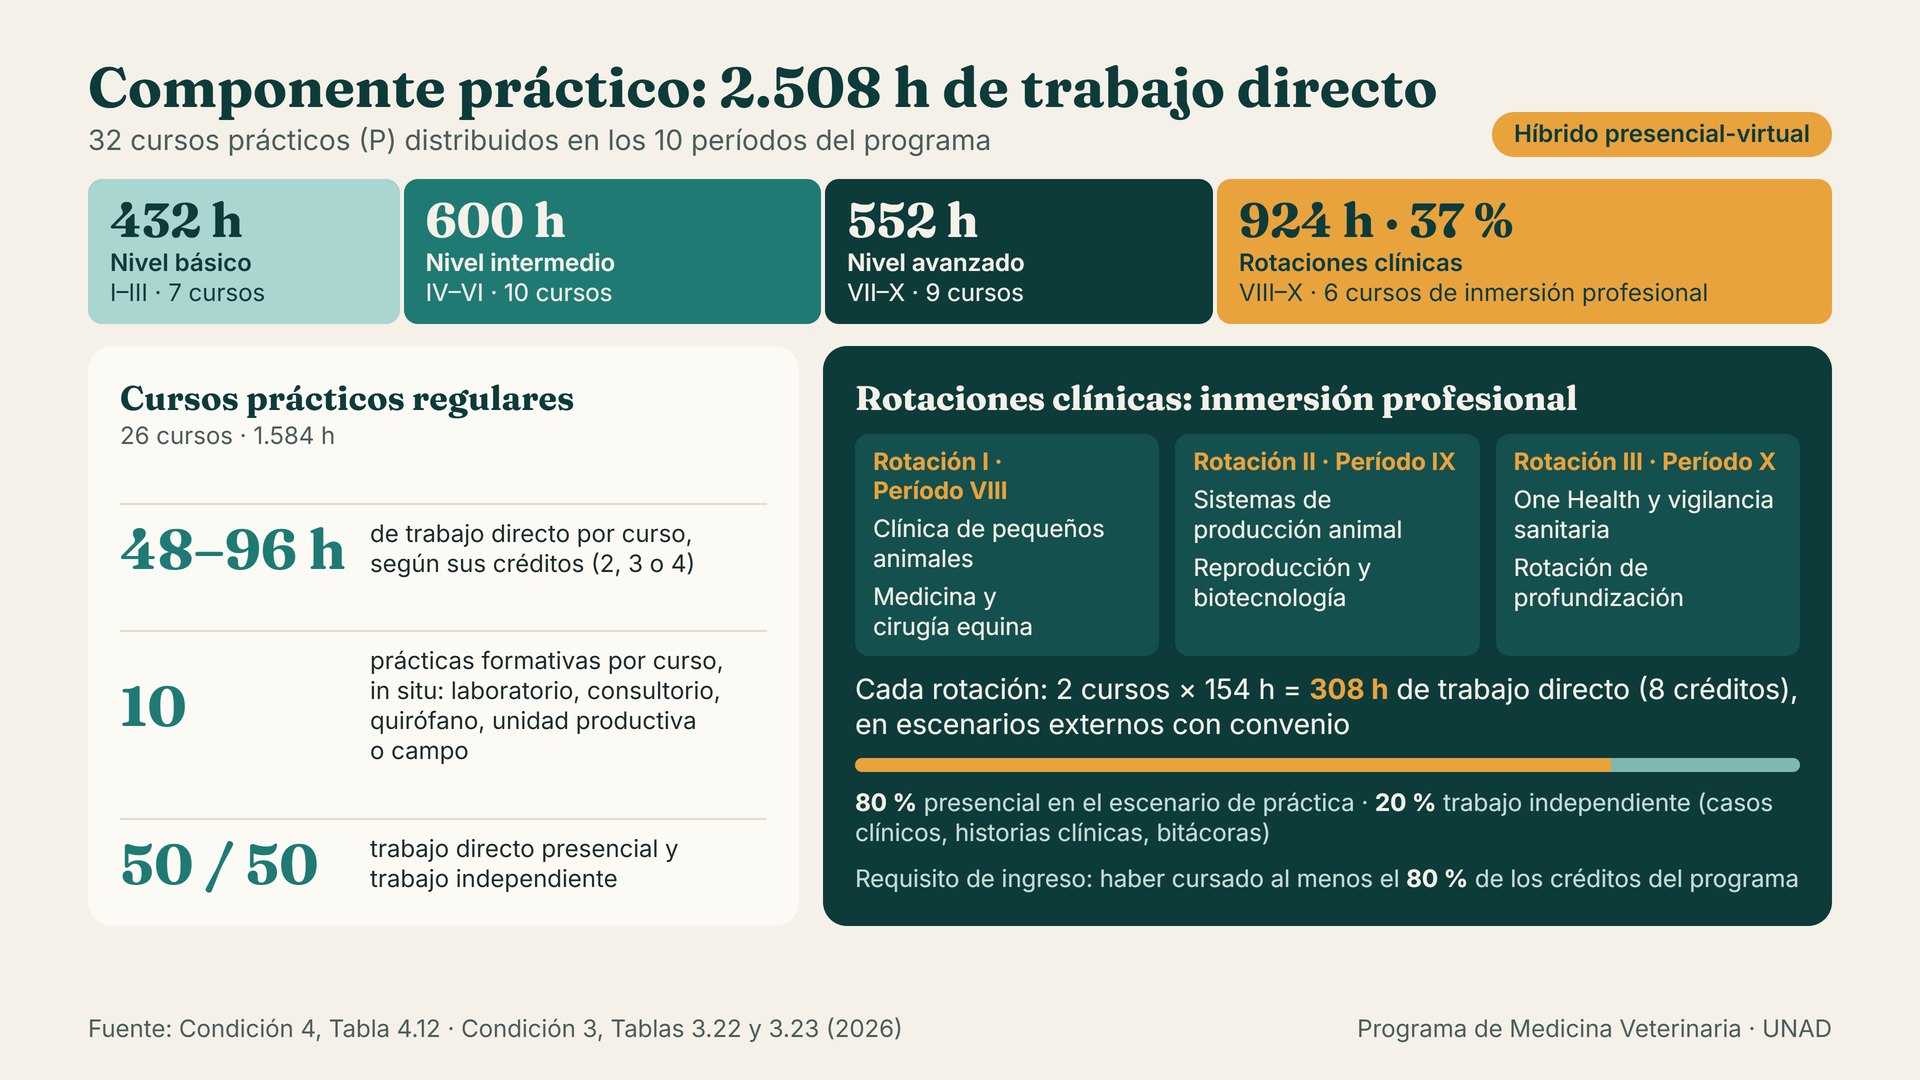 Componente práctico: 2.508 h de trabajo directo
32 cursos prácticos (P) distribuidos en los 10 períodos del programa
Híbrido presencial-virtual
432 h
Nivel básico
I–III · 7 cursos
600 h
Nivel intermedio
IV–VI · 10 cursos
552 h
Nivel avanzado
VII–X · 9 cursos
924 h · 37 %
Rotaciones clínicas
VIII–X · 6 cursos de inmersión profesional
Cursos prácticos regulares
26 cursos · 1.584 h
48–96 h
de trabajo directo por curso,
según sus créditos (2, 3 o 4)
10
prácticas formativas por curso,
in situ: laboratorio, consultorio,
quirófano, unidad productiva
o campo
50 / 50
trabajo directo presencial y
trabajo independiente
Rotaciones clínicas: inmersión profesional
Rotación I ·
Período VIII
Clínica de pequeños
animales
Medicina y
cirugía equina
Rotación II · Período IX
Sistemas de
producción animal
Reproducción y
biotecnología
Rotación III · Período X
One Health y vigilancia
sanitaria
Rotación de
profundización
Cada rotación: 2 cursos × 154 h = 308 h de trabajo directo (8 créditos),
en escenarios externos con convenio
80 % presencial en el escenario de práctica · 20 % trabajo independiente (casos
clínicos, historias clínicas, bitácoras)
Requisito de ingreso: haber cursado al menos el 80 % de los créditos del programa
Fuente: Condición 4, Tabla 4.12 · Condición 3, Tablas 3.22 y 3.23 (2026)
Programa de Medicina Veterinaria · UNAD